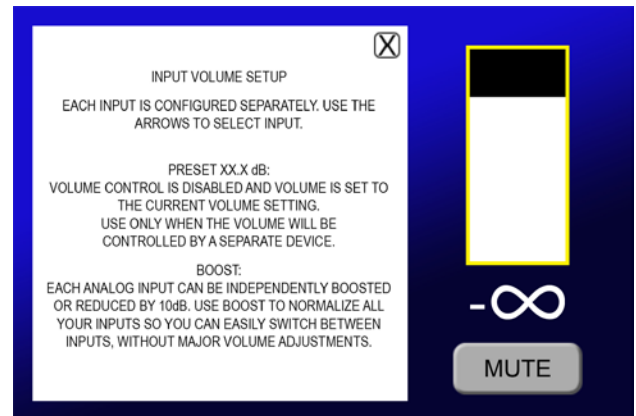 X
INPUT VOLUME SETUP
EACH INPUT IS CONFIGURED SEPARATELY. USE THE
ARROWS TO SELECT INPUT.
PRESET XX.X dB:
VOLUME CONTROL IS DISABLED AND VOLUME IS SET TO
THE CURRENT VOLUME SETTING.
USE ONLY WHEN THE VOLUME WILL BE
CONTROLLED BY A SEPARATE DEVICE.
BOOST:
EACH ANALOG INPUT CAN BE INDEPENDENTLY BOOSTED
OR REDUCED BY 10dB. USE BOOST TO NORMALIZE ALL
YOUR INPUTS SO YOU CAN EASILY SWITCH BETWEEN
INPUTS, WITHOUT MAJOR VOLUME ADJUSTMENTS.
-∞
MUTE